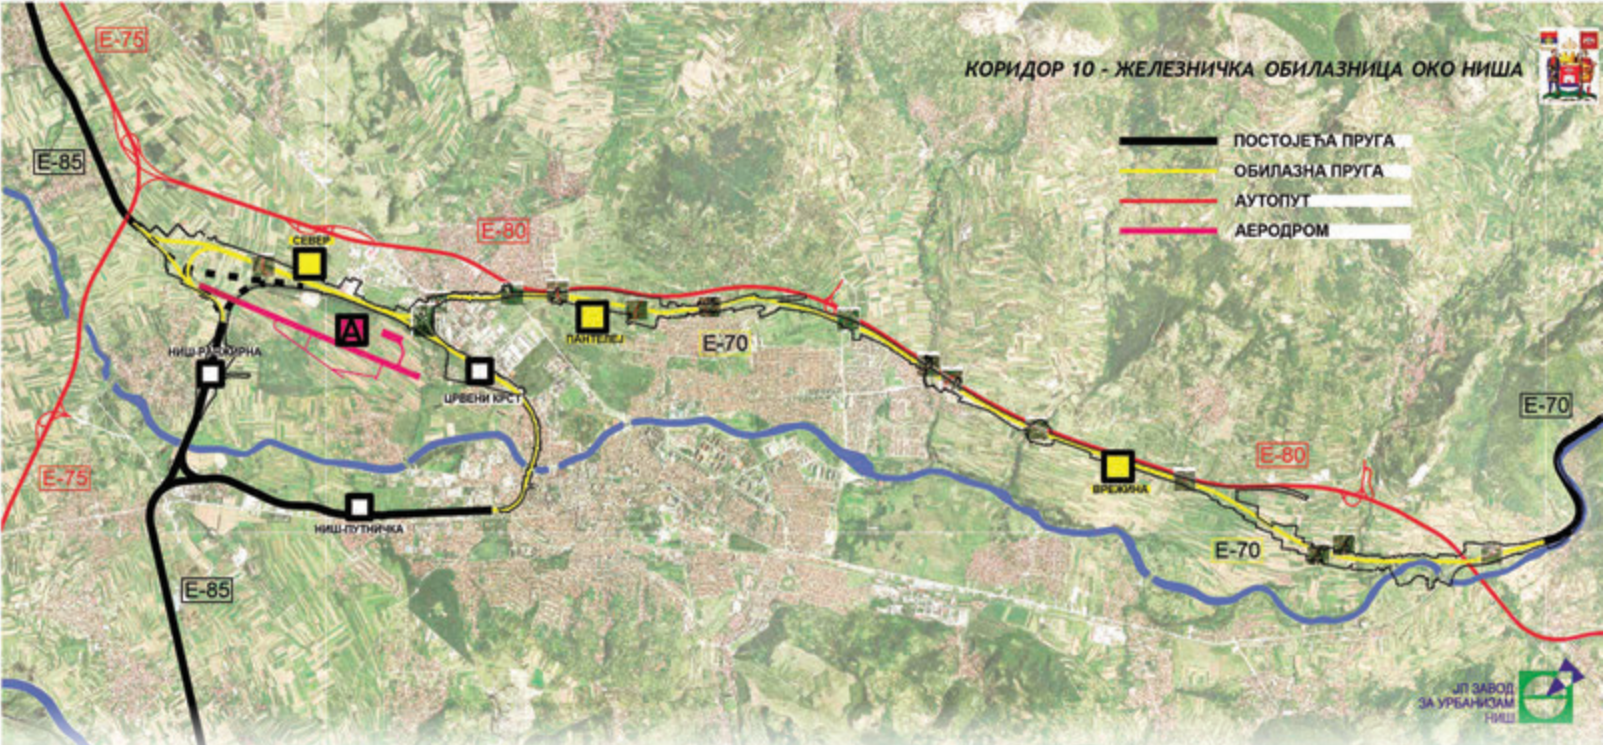 E-75
КОРИДОР 10 - ЖЕЛЕЗНИЧКА ОБИЛАЗНИЦА ОКО НИША
E-85
ПОСТОЈЕЋА ПРУГА
ОБИЛАЗНА ПРУГА
АУТОПУТ
АЕРОДРОМ
E-80
СЕВЕР
А
ПАНТЕЛЕЈ
E-70
НИШ-РАНЖИРНА
ЦРВЕНИ КРСТ
E-70
E-75
E-80
ВРЕЖИНА
НИШ-ПУТНИЧКА
E-70
E-85
ЈП ЗАВОД
ЗА УРБАНИЗАМ
НИШ